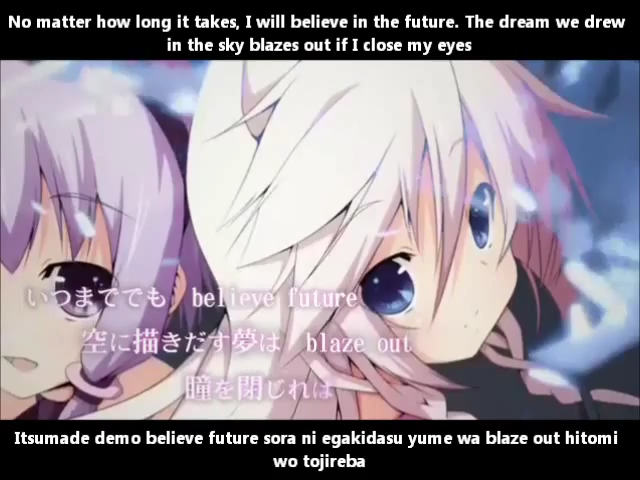 No matter how long it takes, I will believe in the future. The dream we drew
in the sky blazes out if I close my eyes
いつまででも believe future
空に描きだす夢は blaze out
瞳を閉じれば
Itsumade demo believe future sora ni egakidasu yume wa blaze out hitomi
wo tojireba